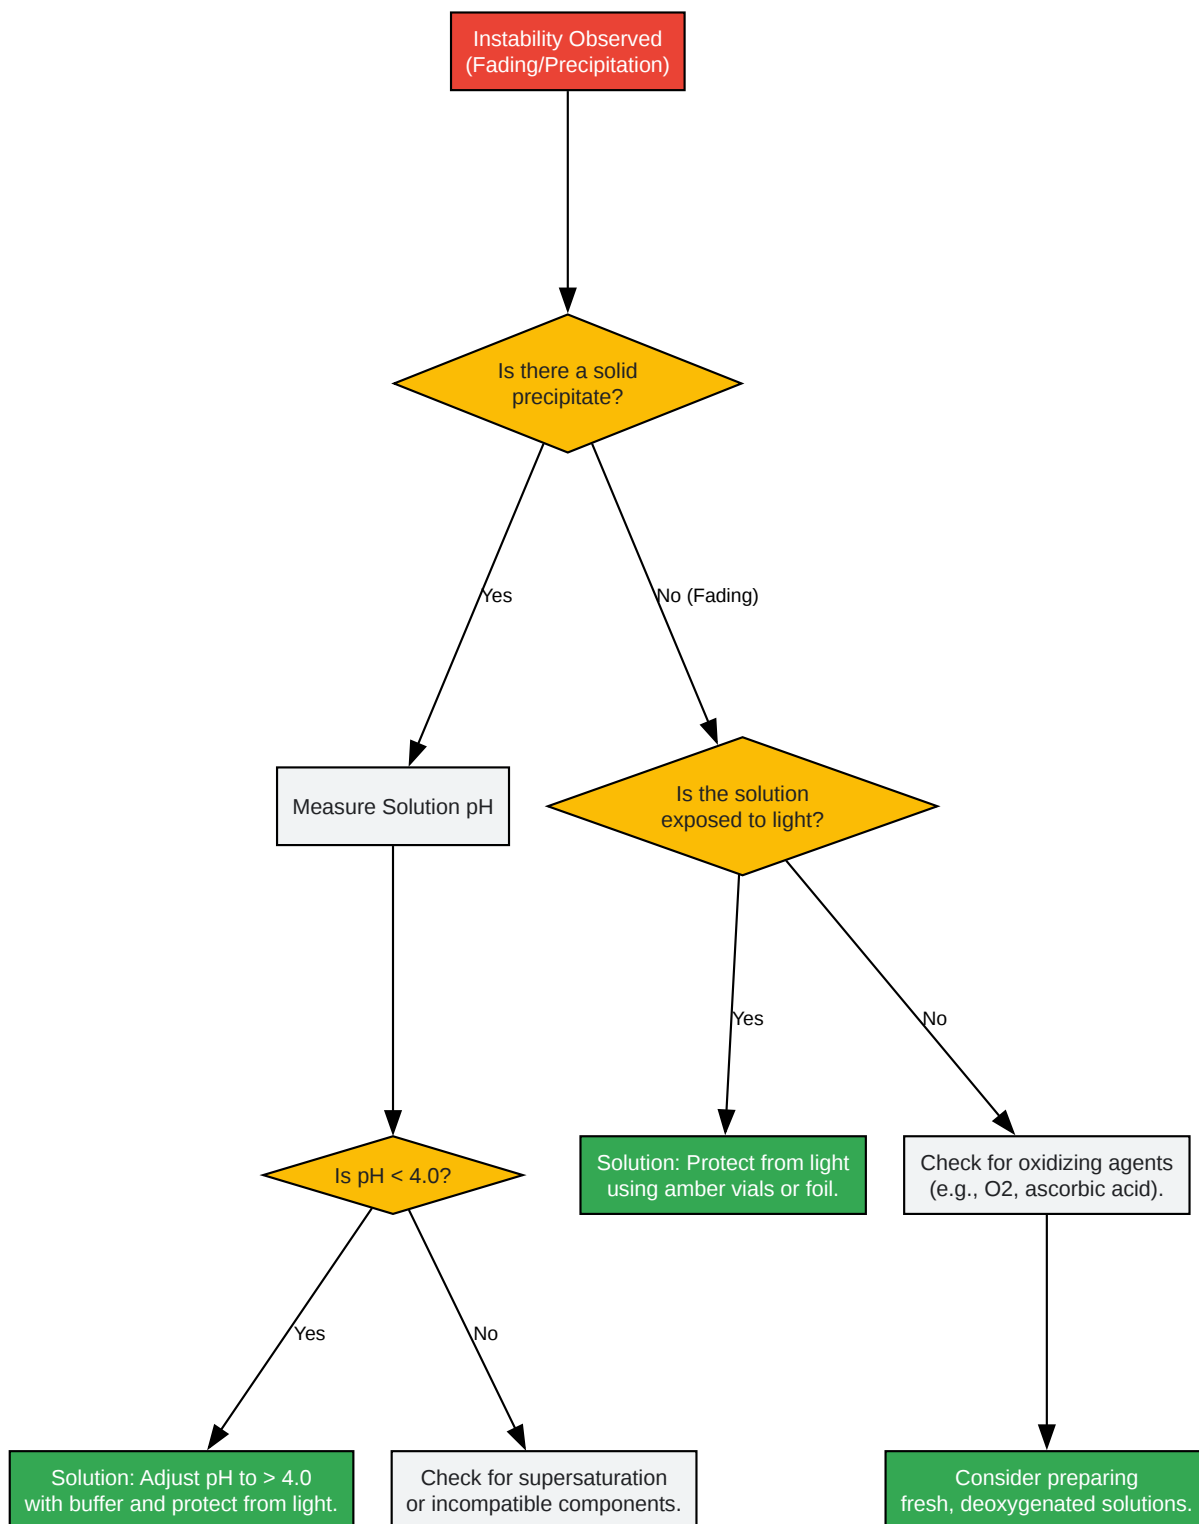 Instability Observed
(Fading/Precipitation)
Is there a solid
precipitate?
Yes
No (Fading)
Measure Solution pH
Is the solution
exposed to light?
Yes
No
Is pH < 4.0?
Solution: Protect from light
using amber vials or foil.
Check for oxidizing agents
(e.g., O2, ascorbic acid).
Yes
No
Solution: Adjust pH to > 4.0
with buffer and protect from light.
Check for supersaturation
or incompatible components.
Consider preparing
fresh, deoxygenated solutions.